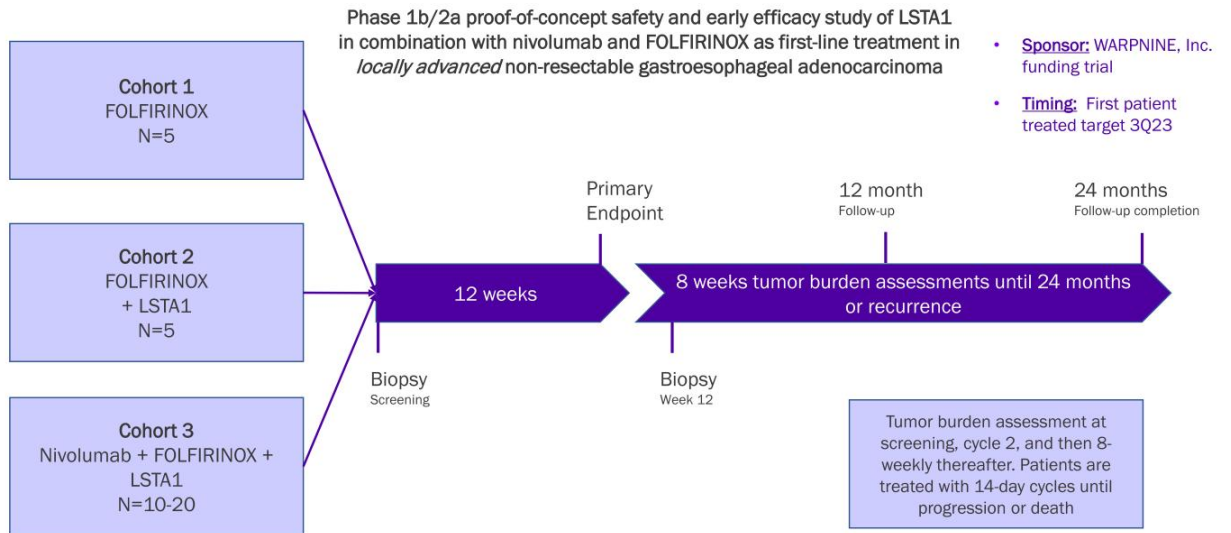 Phase 1b/2a proof-of-concept safety and early efficacy study of LSTA1
in combination with nivolumab and FOLFIRINOX as first-line treatment in
locally advanced non-resectable gastroesophageal adenocarcinoma
• Sponsor: WARPNINE, Inc.
funding trial
• Timing: First patient
treated target 3Q23
Cohort 1
FOLFIRINOX
N=5
Cohort 2
FOLFIRINOX
+ LSTA1
N=5
Cohort 3
Nivolumab + FOLFIRINOX +
LSTA1
N=10-20
Primary
Endpoint
12 month
Follow-up
24 months
Follow-up completion
12 weeks
8 weeks tumor burden assessments until 24 months
or recurrence
Biopsy
Screening
Biopsy
Week 12
Tumor burden assessment at
screening, cycle 2, and then 8-
weekly thereafter. Patients are
treated with 14-day cycles until
progression or death